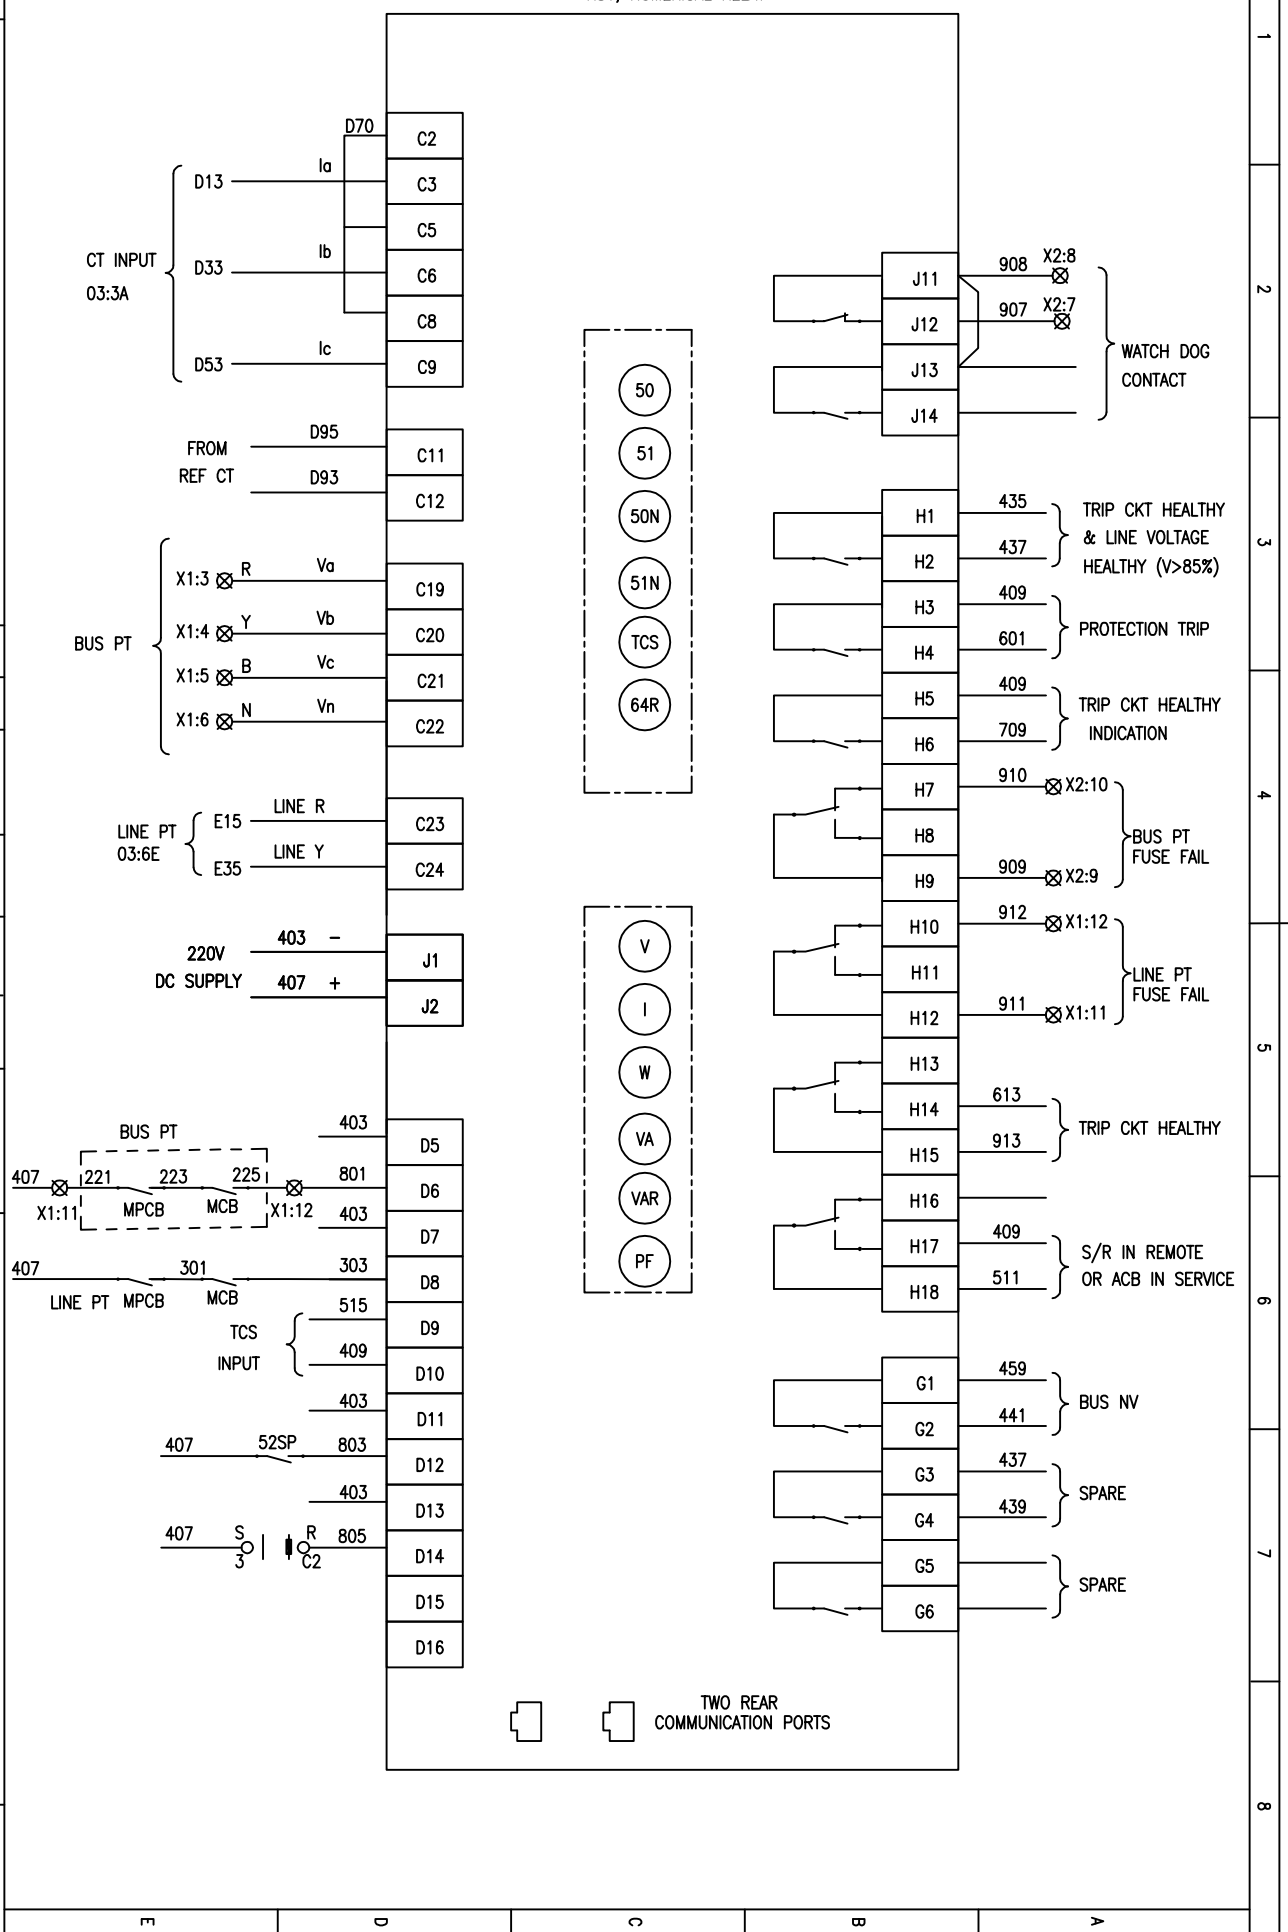 1
D70
C2
Ia
D13
C3
C5
CT INPUT
03:3A
Ib
D33
C6
C8
Ic
D53
C9
FROM
REF CT
D95
C11
D93
C12
BUS PT
X1:3
R
Va
C19
X1:4
Y
Vb
C20
X1:5
B
Vc
C21
X1:6
N
Vn
C22
LINE PT
03:6E
E15
LINE R
C23
E35
LINE Y
C24
220V
DC SUPPLY
403 -
J1
407 +
J2
BUS PT
403
D5
407
X1:11
221
MPCB
223
MCB
225
X1:12
801
D6
403
D7
407
LINE PT
MPCB
301
MCB
303
D8
TCS
INPUT
515
D9
409
D10
403
D11
407
52SP
803
D12
403
D13
407
S
3
R
C2
805
D14
D15
D16
50
51
50N
51N
TCS
64R
V
I
W
VA
VAR
PF
J11
908
X2:8
J12
907
X2:7
J13
J14
WATCH DOG
CONTACT
H1
435
H2
437
TRIP CKT HEALTHY
& LINE VOLTAGE
HEALTHY (V>85%)
H3
409
H4
601
PROTECTION TRIP
H5
409
H6
709
TRIP CKT HEALTHY
INDICATION
H7
910
X2:10
H8
H9
909
X2:9
BUS PT
FUSE FAIL
H10
912
X1:12
H11
H12
911
X1:11
LINE PT
FUSE FAIL
H13
H14
613
H15
913
TRIP CKT HEALTHY
H16
H17
409
H18
511
S/R IN REMOTE
OR ACB IN SERVICE
G1
459
G2
441
BUS NV
G3
437
G4
439
SPARE
G5
G6
SPARE
TWO REAR
COMMUNICATION PORTS
2
3
4
5
6
7
8
E
D
C
B
A